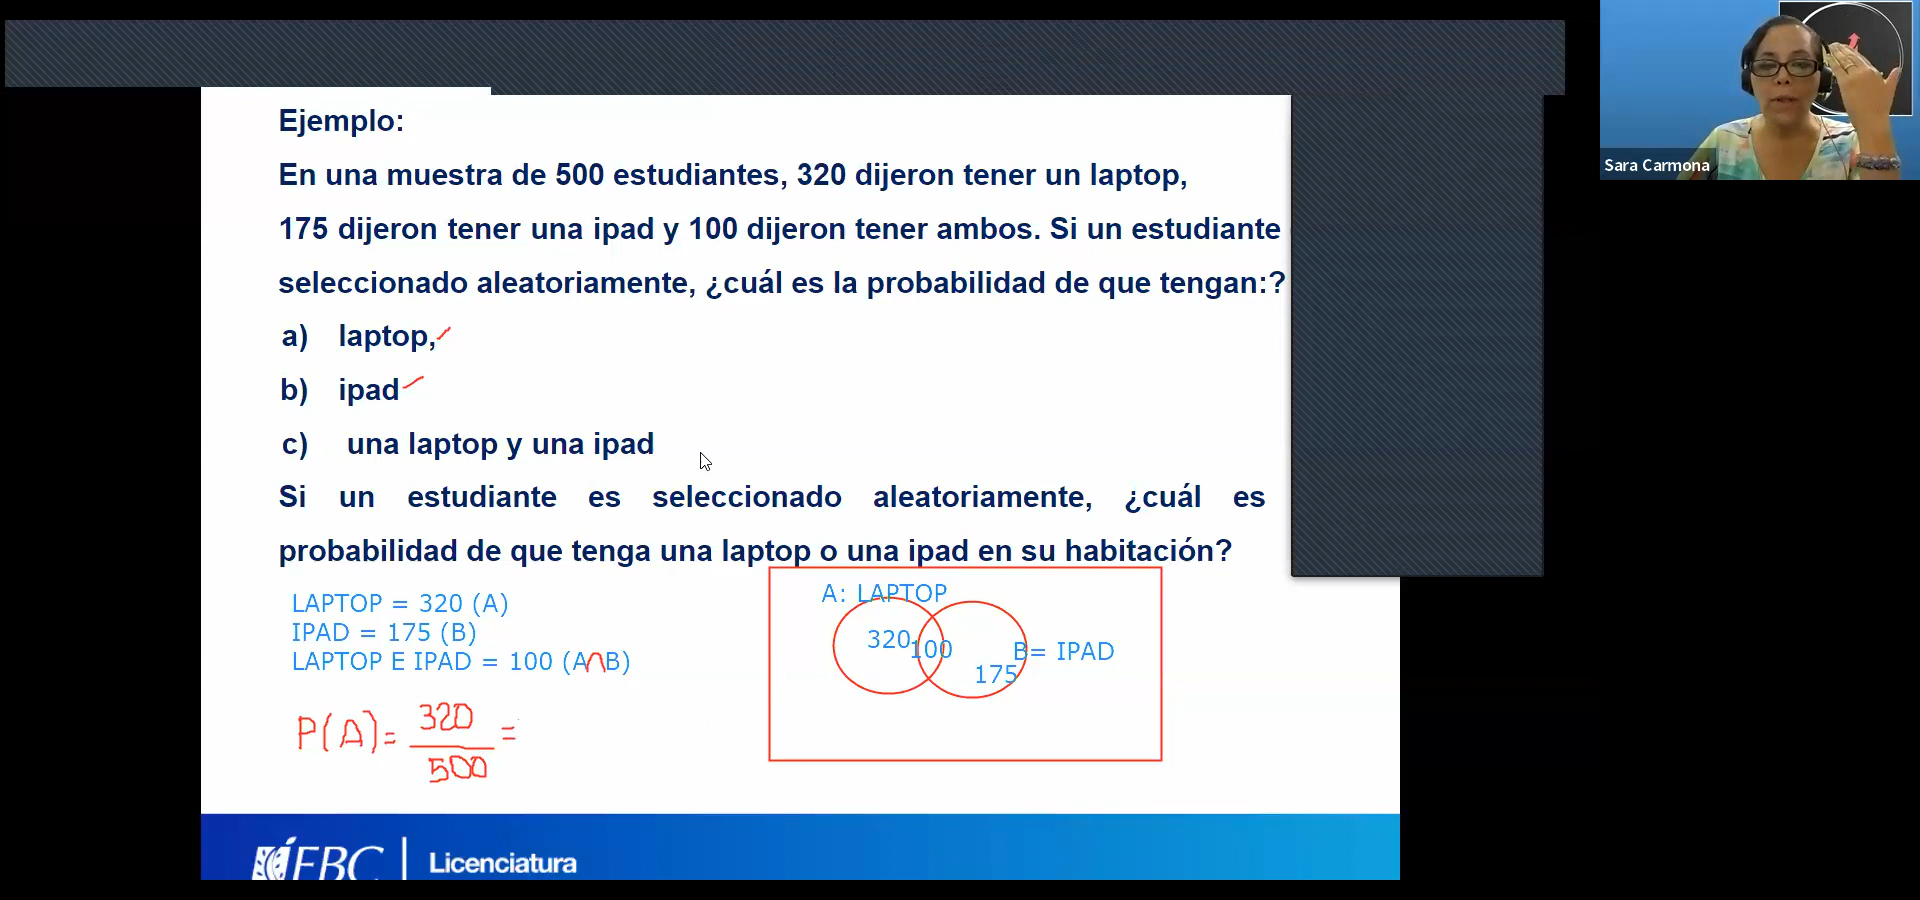 Ejemplo:
En una muestra de 500 estudiantes, 320 dijeron tener un laptop,
175 dijeron tener una ipad y 100 dijeron tener ambos. Si un estudiante
seleccionado aleatoriamente, ¿cuál es la probabilidad de que tengan:?
a) laptop,
b) ipad
c) una laptop y una ipad
Si un estudiante es seleccionado aleatoriamente, ¿cuál es
probabilidad de que tenga una laptop o una ipad en su habitación?
LAPTOP = 320 (A)
IPAD = 175 (B)
LAPTOP E IPAD = 100 (A∩B)
P(A)= 320
500
=
A: LAPTOP
320
100
B= IPAD
175
EBC
Licenciatura
Sara Carmona